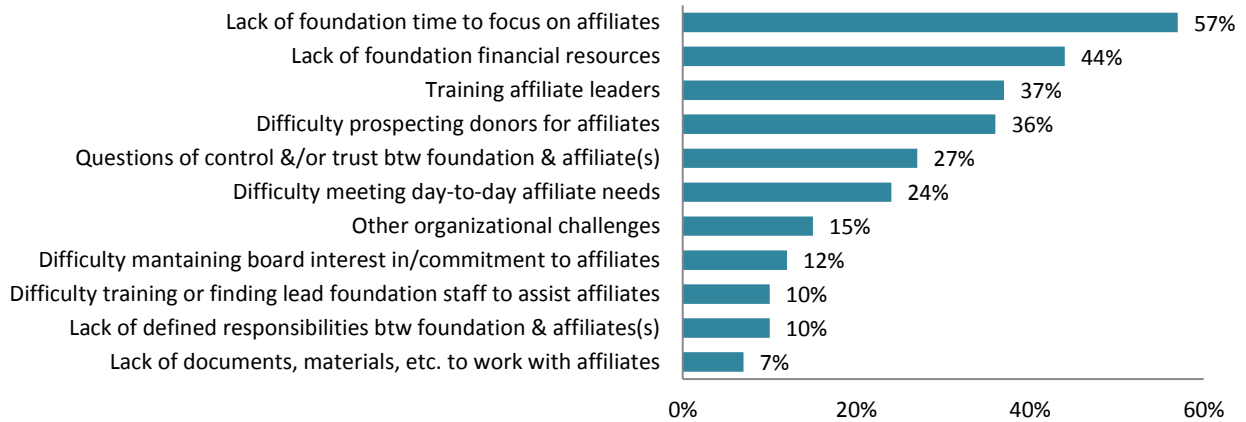 Lack of foundation time to focus on affiliates 57%
Lack of foundation financial resources 44%
Training affiliate leaders 37%
Difficulty prospecting donors for affiliates 36%
Questions of control &/or trust btw foundation & affiliate(s) 27%
Difficulty meeting day-to-day affiliate needs 24%
Other organizational challenges 15%
Difficulty mantaining board interest in/commitment to affiliates 12%
Difficulty training or finding lead foundation staff to assist affiliates 10%
Lack of defined responsibilities btw foundation & affiliates(s) 10%
Lack of documents, materials, etc. to work with affiliates 7%
0% 20% 40% 60%